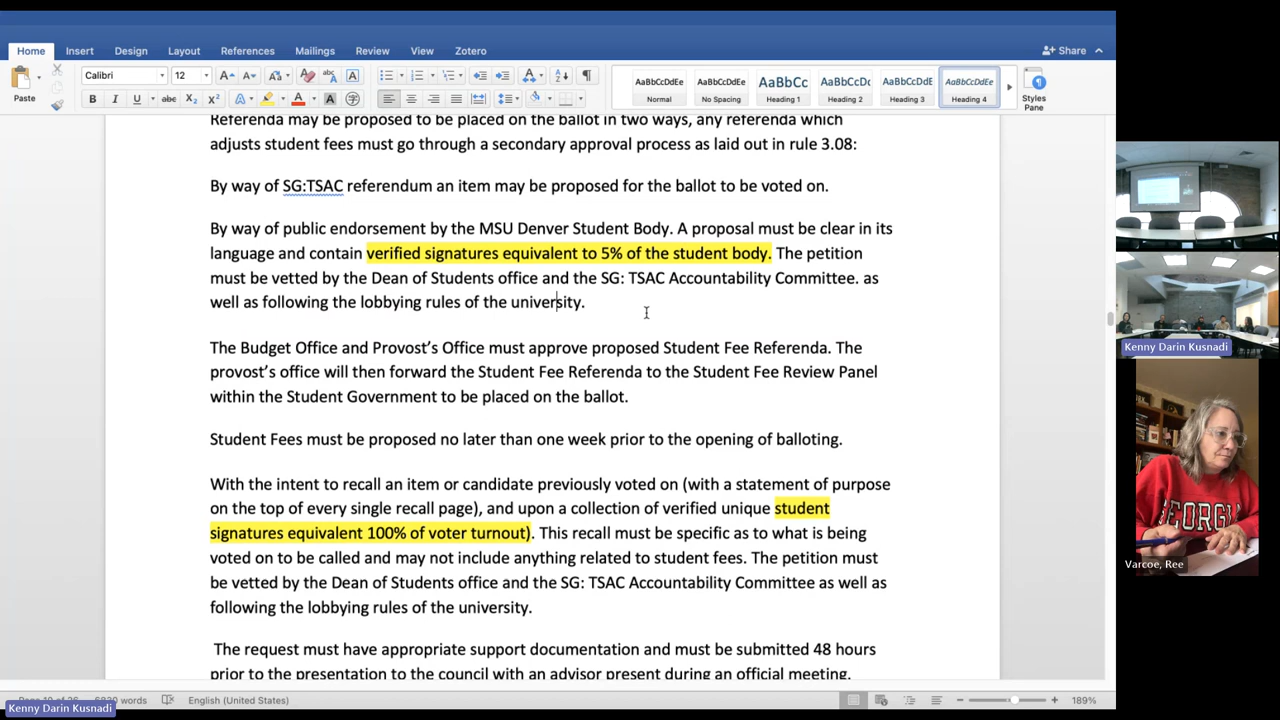 Home Insert Design Layout References Mailings Review View Zotero Share
Paste Calibri 12
AaBbCcDdEe AaBbCcDdEe AaBbCc AaBbCcDc AaBbCcDdE AaBbCcDdEe
Normal No Spacing Heading 1 Heading 2 Heading 3 Heading 4 Styles Pane
Referenda may be proposed to be placed on the ballot in two ways, any referenda which
adjusts student fees must go through a secondary approval process as laid out in rule 3.08:
By way of SG:TSAC referendum an item may be proposed for the ballot to be voted on.
By way of public endorsement by the MSU Denver Student Body. A proposal must be clear in its
language and contain verified signatures equivalent to 5% of the student body. The petition
must be vetted by the Dean of Students office and the SG: TSAC Accountability Committee. as
well as following the lobbying rules of the university.
The Budget Office and Provost's Office must approve proposed Student Fee Referenda. The
provost's office will then forward the Student Fee Referenda to the Student Fee Review Panel
within the Student Government to be placed on the ballot.
Student Fees must be proposed no later than one week prior to the opening of balloting.
With the intent to recall an item or candidate previously voted on (with a statement of purpose
on the top of every single recall page), and upon a collection of verified unique student
signatures equivalent 100% of voter turnout). This recall must be specific as to what is being
voted on to be called and may not include anything related to student fees. The petition must
be vetted by the Dean of Students office and the SG: TSAC Accountability Committee as well as
following the lobbying rules of the university.
The request must have appropriate support documentation and must be submitted 48 hours
prior to the presentation to the council with an advisor present during an official meeting.
words English (United States) 189%
Kenny Darin Kusnadi
Kenny Darin Kusnadi
GEORGIA
Varcoe, Ree